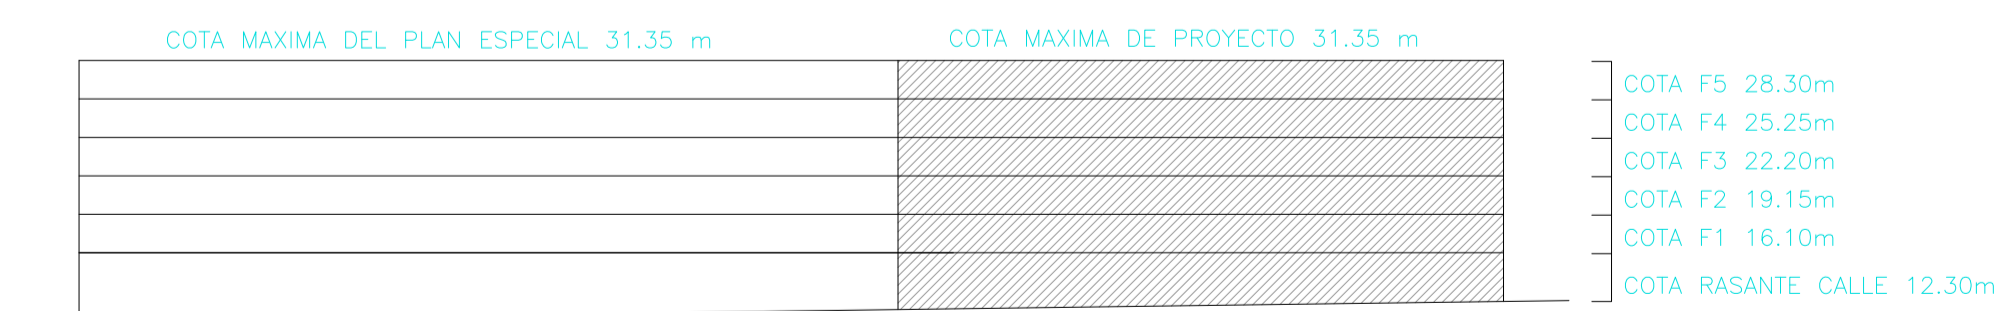 COTA MAXIMA DEL PLAN ESPECIAL 31.35 m
COTA MAXIMA DE PROYECTO 31.35 m
COTA F5 28.30m
COTA F4 25.25m
COTA F3 22.20m
COTA F2 19.15m
COTA F1 16.10m
COTA RASANTE CALLE 12.30m